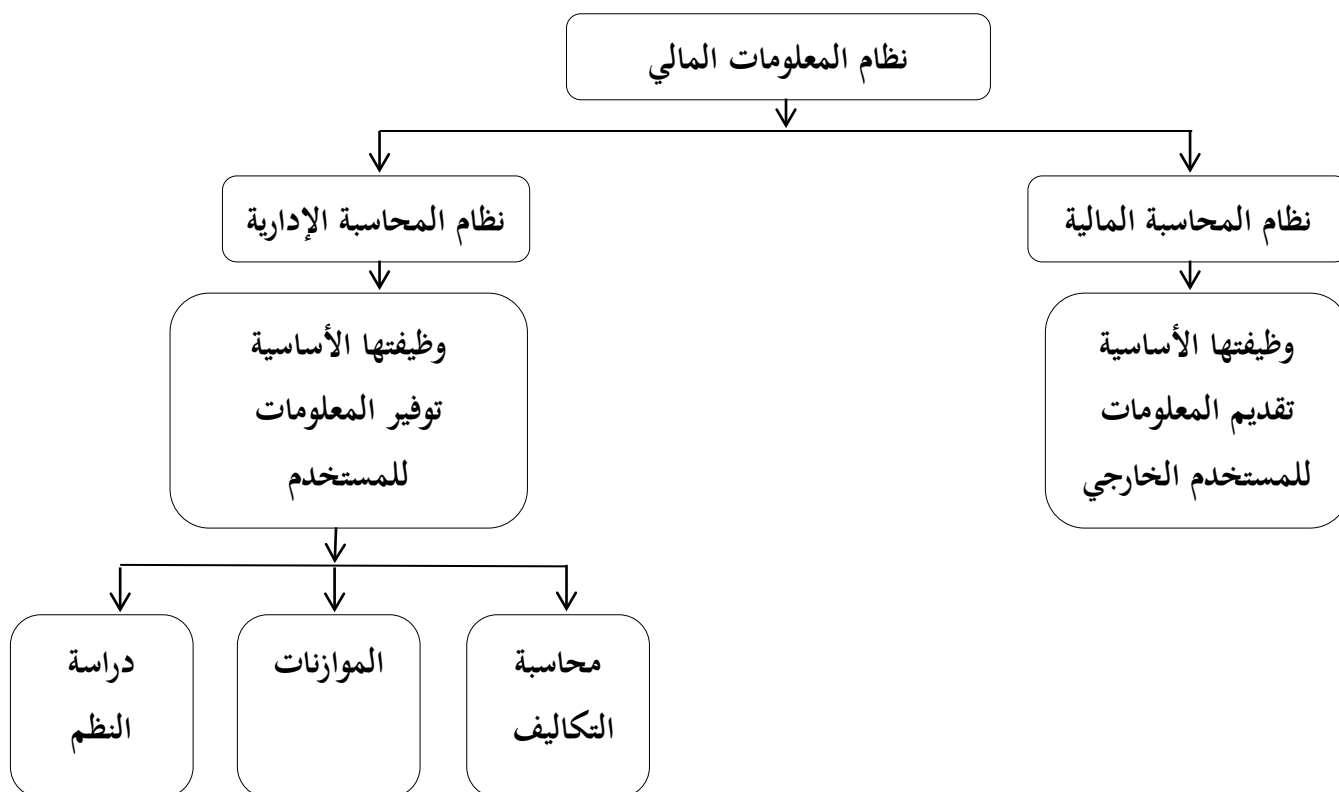 نظام المعلومات المالي
نظام المحاسبة المالية
نظام المحاسبة الإدارية
وظيفتها الأساسية
تقديم المعلومات
للمستخدم الخارجي
وظيفتها الأساسية
توفير المعلومات
للمستخدم
محاسبة
التكاليف
الموازنات
دراسة
النظم